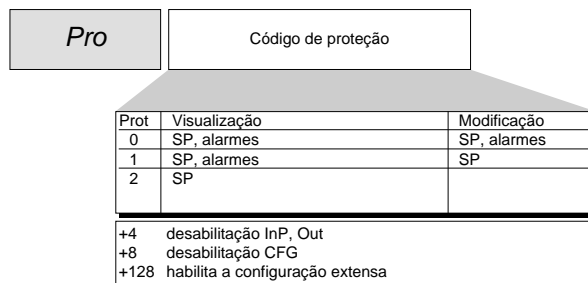 Pro
Código de proteção
Prot Visualização Modificação
0 SP, alarmes SP, alarmes
1 SP, alarmes SP
2 SP
+4 desabilitação InP, Out
+8 desabilitação CFG
+128 habilita a configuração extensa